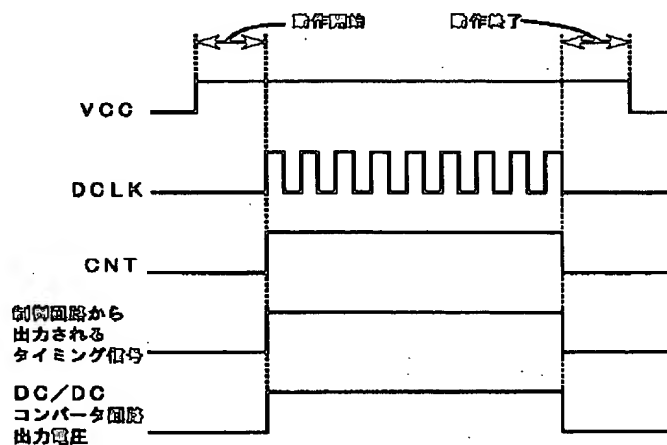 動作開始
動作終了
VCC
DCLK
CNT
制御回路から
出力される
タイミング信号
DC/DC
コンバータ回路
出力電圧